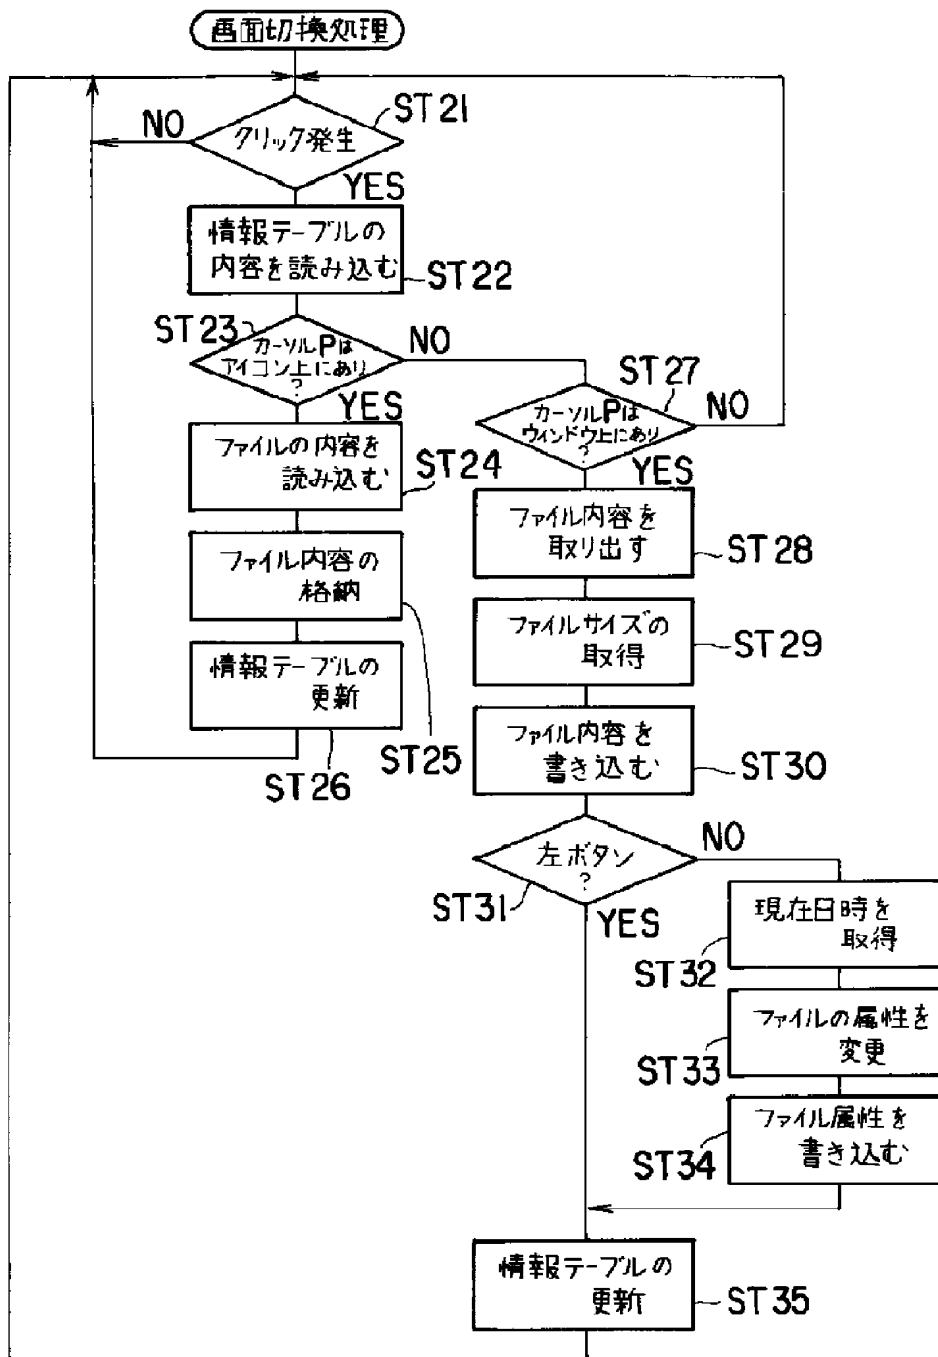 画面切換処理
クリック発生
ST21
NO
YES
情報テーブルの
内容を読み込む
ST22
ST23
カーソルPは
アイコン上にあり
?
NO
YES
ファイルの内容を
読み込む
ST24
ファイル内容の
格納
ST25
情報テーブルの
更新
ST26
ST27
カーソルPは
ウィンドウ上にあり
?
NO
YES
ファイル内容を
取り出す
ST28
ファイルサイズの
取得
ST29
ファイル内容を
書き込む
ST30
左ボタン
?
ST31
NO
YES
現在日時を
取得
ST32
ファイルの属性を
変更
ST33
ファイル属性を
書き込む
ST34
情報テーブルの
更新
ST35